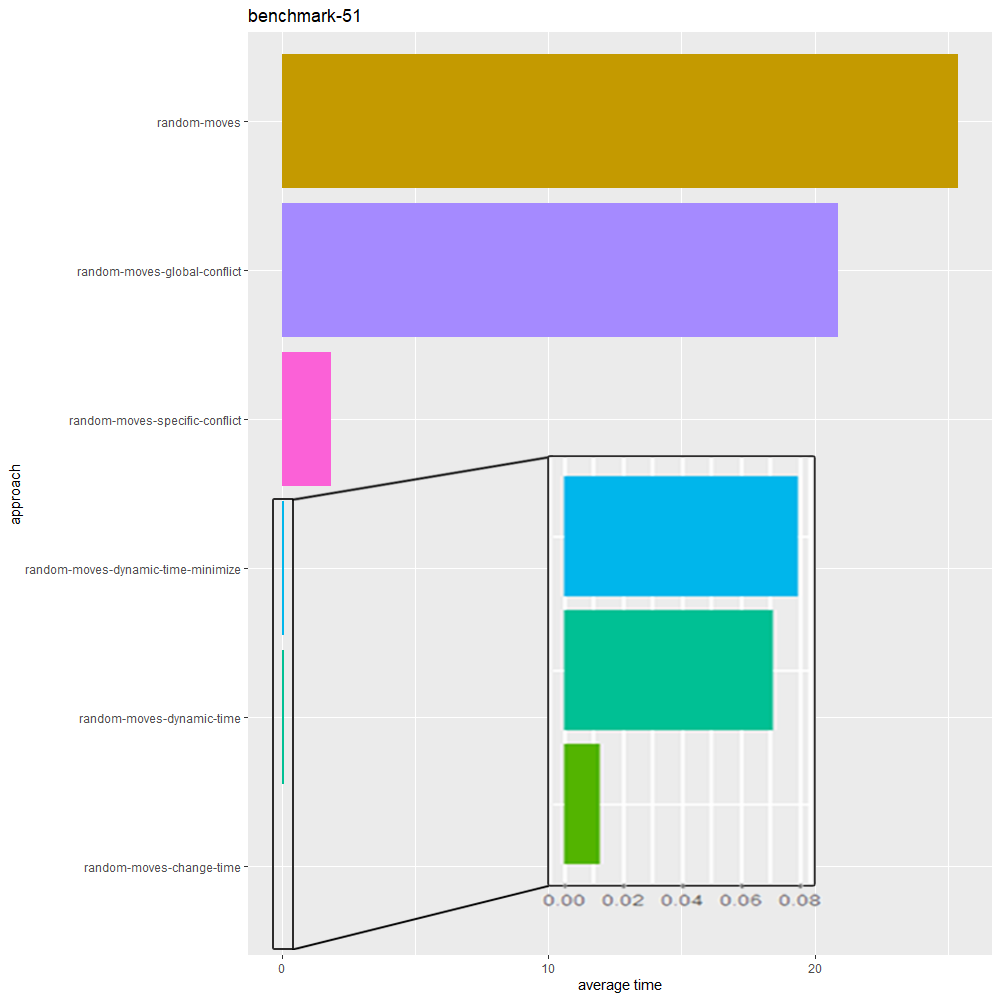 benchmark-51
random-moves
random-moves-global-conflict
random-moves-specific-conflict
approach
random-moves-dynamic-time-minimize
random-moves-dynamic-time
random-moves-change-time
0.00 0.02 0.04 0.06 0.08
0 10 20
average time